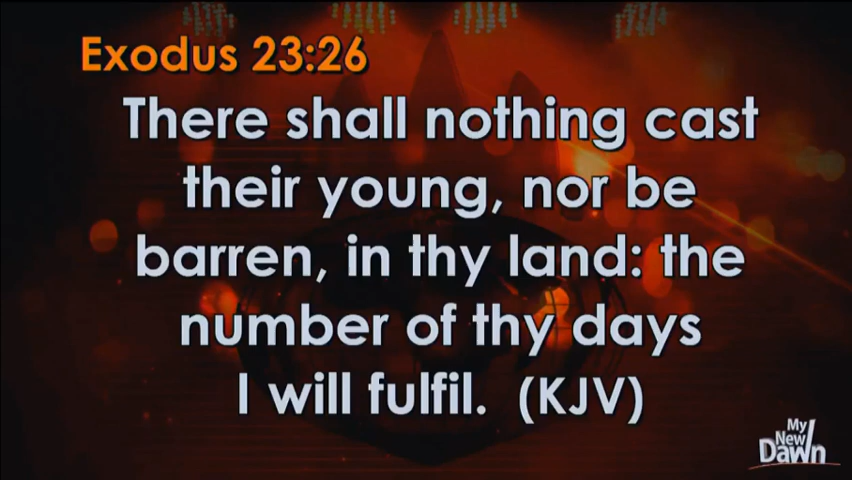 Exodus 23:26
There shall nothing cast
their young, nor be
barren, in thy land: the
number of thy days
I will fulfil. (KJV)
My
New
Dawn